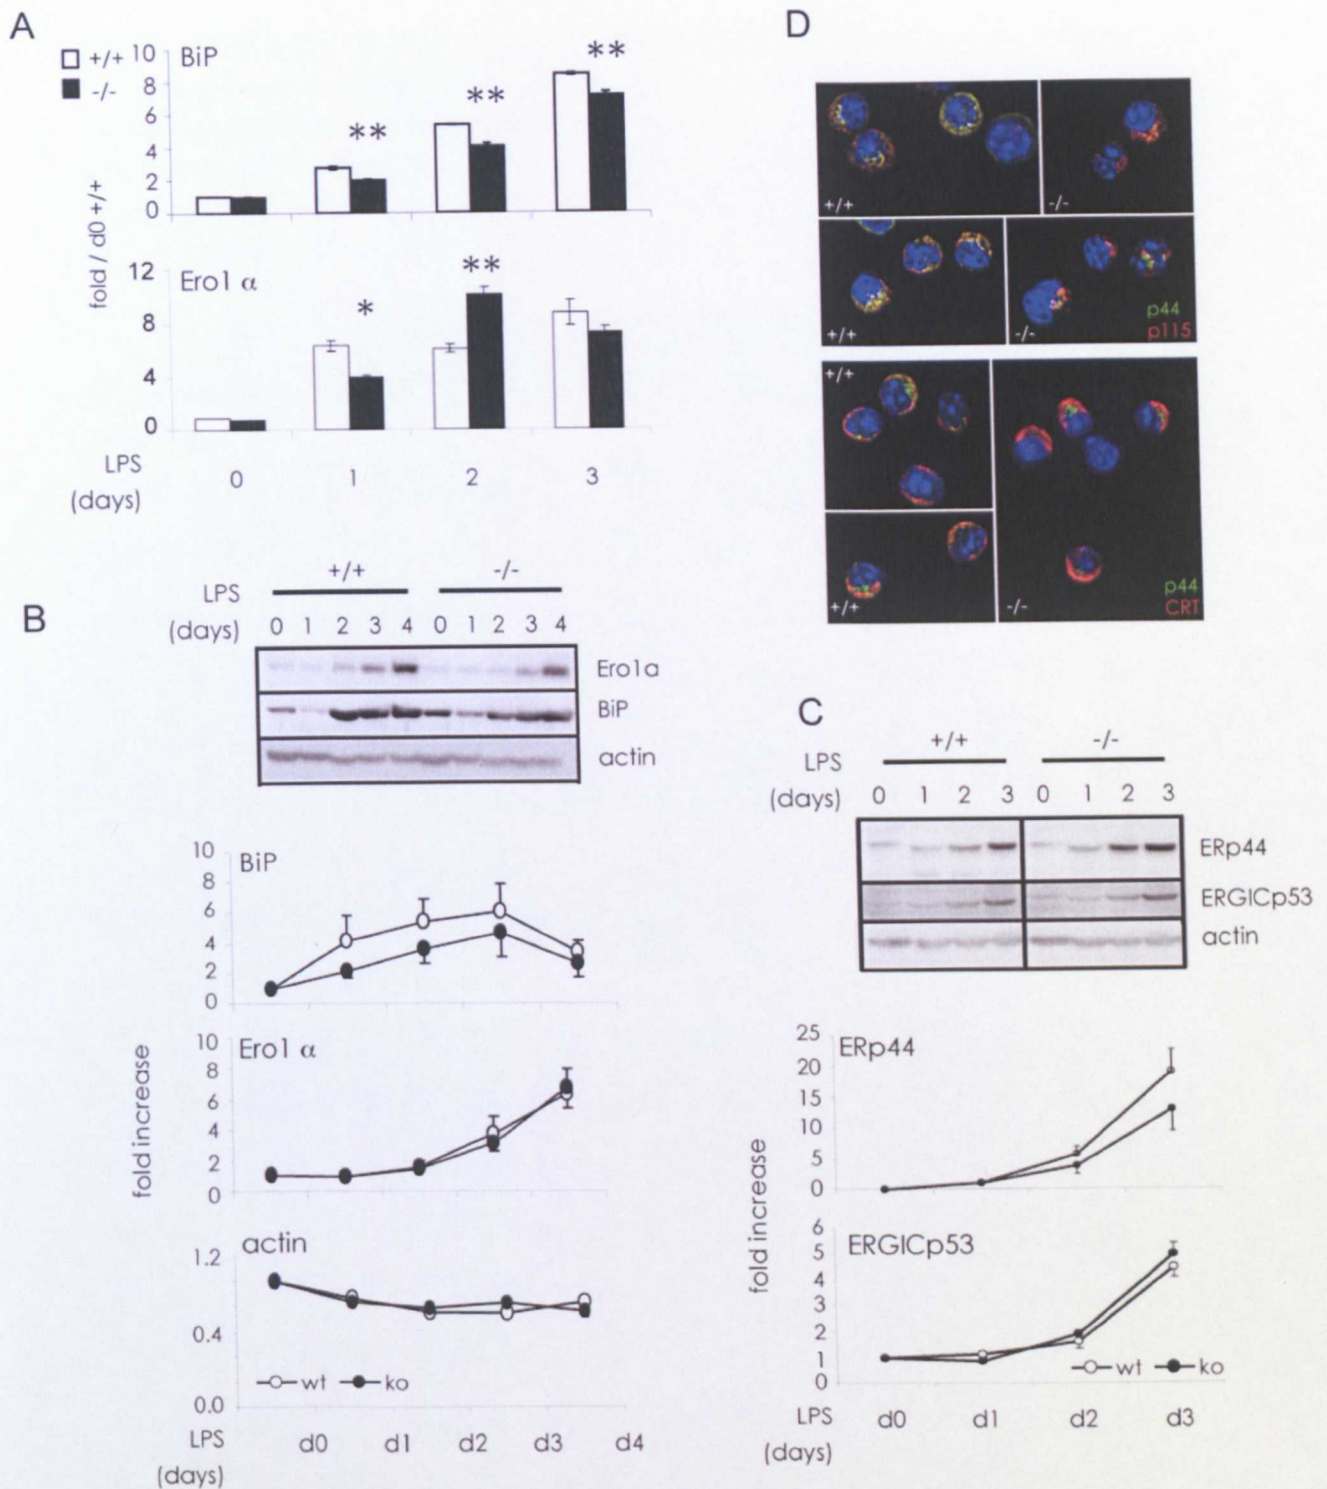 A
+/+
-/-
BiP
10
8
6
4
2
0
**
**
**
fold / d0 +/+
Ero1 α
12
8
4
0
*
**
LPS
(days)
0 1 2 3
B
+/+ -/-
LPS
(days)
0 1 2 3 4 0 1 2 3 4
Ero1a
BiP
actin
BiP
10
8
6
4
2
0
Ero1 α
10
8
6
4
2
0
fold increase
actin
1.2
0.4
0.0
wt ko
LPS
(days)
d0 d1 d2 d3 d4
D
+/+
-/-
+/+
-/-
p44
p115
+/+
+/+
-/-
p44
CRT
C
+/+ -/-
LPS
(days)
0 1 2 3 0 1 2 3
ERp44
ERGICp53
actin
ERp44
25
20
15
10
5
0
fold increase
ERGICp53
6
5
4
3
2
1
0
wt ko
LPS
(days)
d0 d1 d2 d3